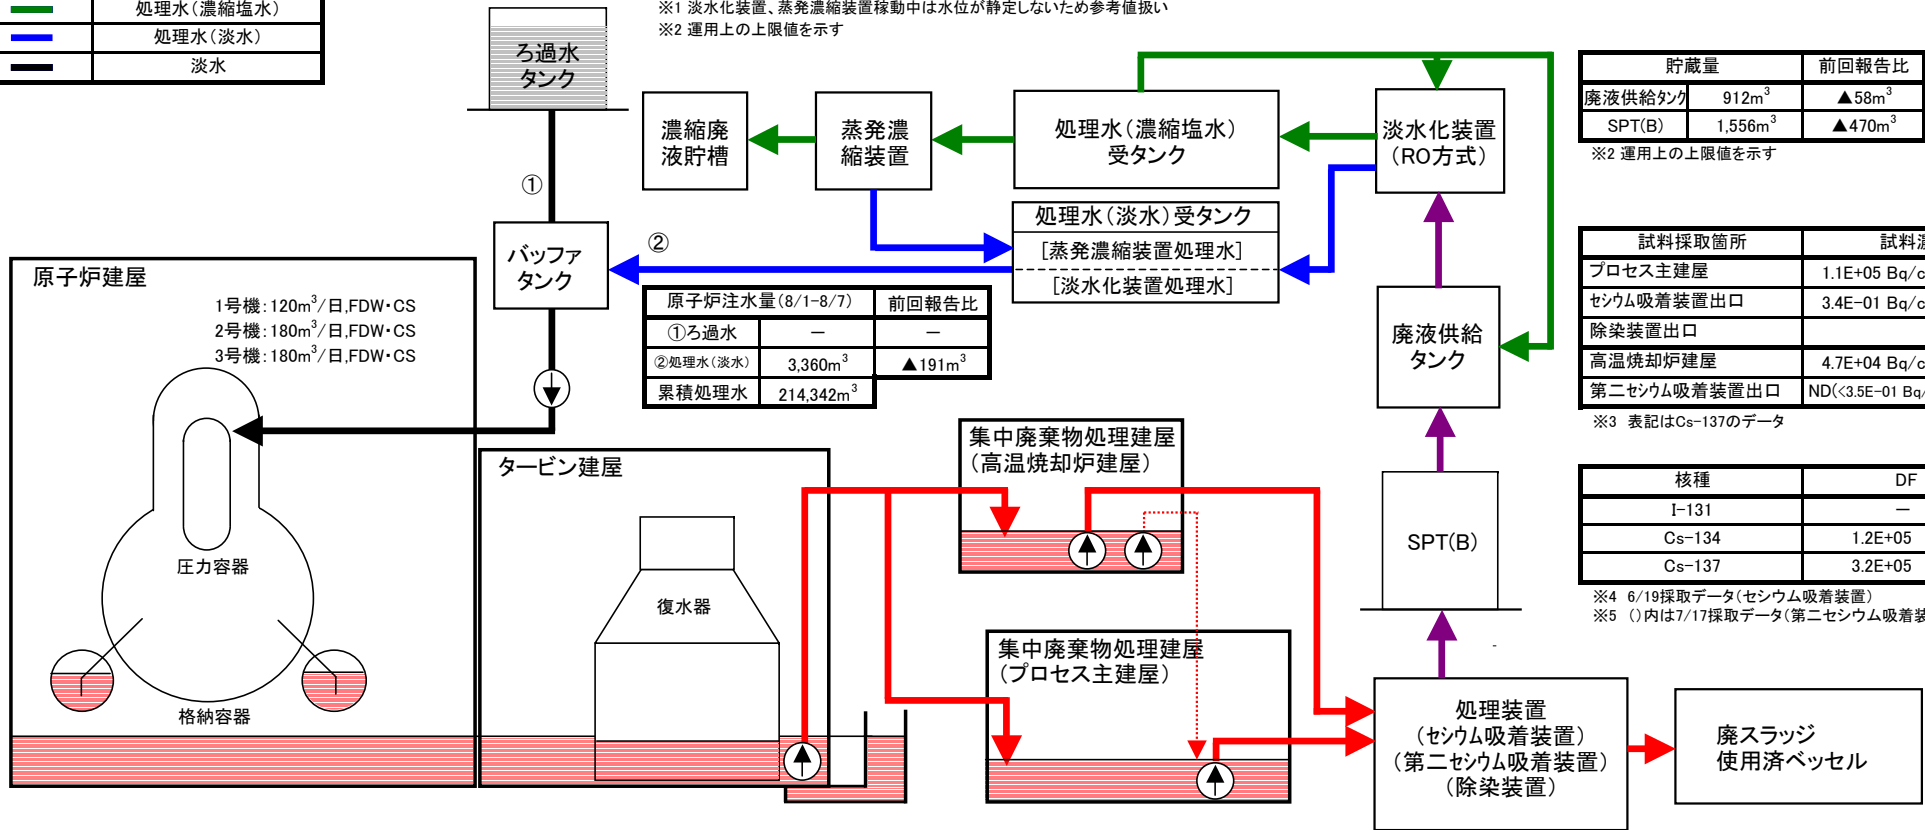 処理水(濃縮塩水)
処理水(淡水)
淡水
※1 淡水化装置、蒸発濃縮装置稼動中は水位が静定しないため参考値扱い
※2 運用上の上限値を示す
ろ過水
タンク
①
バッファ
タンク
②
濃縮廃
液貯槽
蒸発濃
縮装置
処理水(濃縮塩水)
受タンク
淡水化装置
(RO方式)
処理水(淡水)受タンク
[蒸発濃縮装置処理水]
[淡水化装置処理水]
貯蔵量 前回報告比
廃液供給タンク 912m³ ▲58m³
SPT(B) 1,556m³ ▲470m³
※2 運用上の上限値を示す
原子炉建屋
1号機:120m³/日,FDW・CS
2号機:180m³/日,FDW・CS
3号機:180m³/日,FDW・CS
圧力容器
格納容器
原子炉注水量(8/1-8/7) 前回報告比
①ろ過水 － －
②処理水(淡水) 3,360m³ ▲191m³
累積処理水 214,342m³
廃液供給
タンク
試料採取箇所
プロセス主建屋 1.1E+05
セシウム吸着装置出口 3.4E-01
除染装置出口
高温焼却炉建屋 4.7E+04
第二セシウム吸着装置出口 ND(<3.5E-01
※3 表記はCs-137のデータ
タービン建屋
復水器
集中廃棄物処理建屋
(高温焼却炉建屋)
SPT(B)
核種 DF
I-131 －
Cs-134 1.2E+05
Cs-137 3.2E+05
※4 6/19採取データ(セシウム吸着装置)
※5 ()内は7/17採取データ(第二セシウム吸着装
集中廃棄物処理建屋
(プロセス主建屋)
処理装置
(セシウム吸着装置)
(第二セシウム吸着装置)
(除染装置)
廃スラッジ
使用済ベッセル